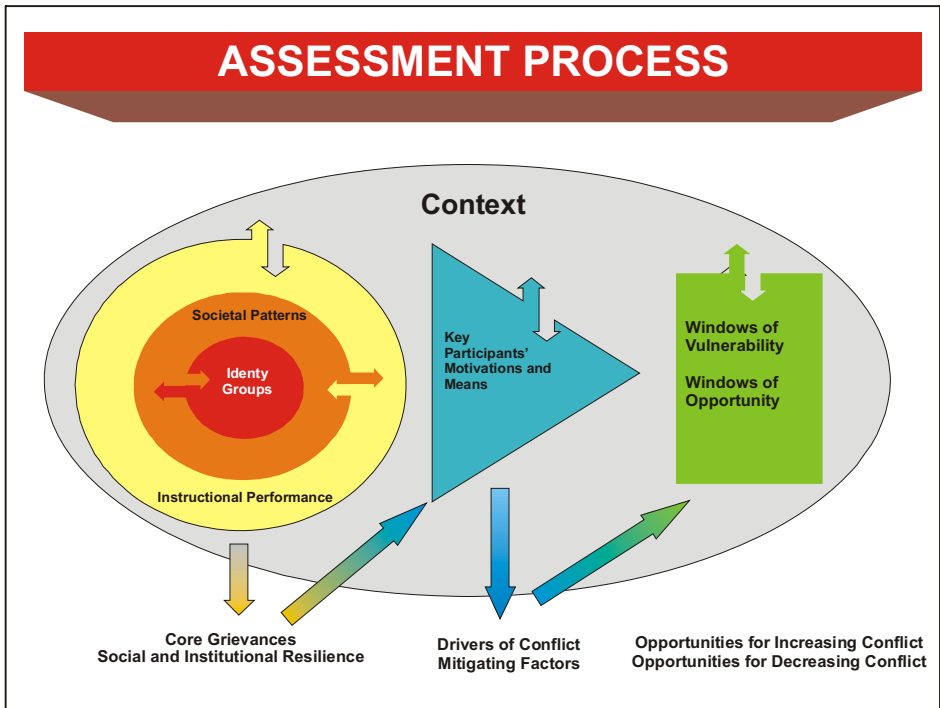 ASSESSMENT PROCESS
Context
Societal Patterns
Identy
Groups
Instructional Performance
Key
Participants’
Motivations and
Means
Windows of
Vulnerability
Windows of
Opportunity
Core Grievances
Social and Institutional Resilience
Drivers of Conflict
Mitigating Factors
Opportunities for Increasing Conflict
Opportunities for Decreasing Conflict